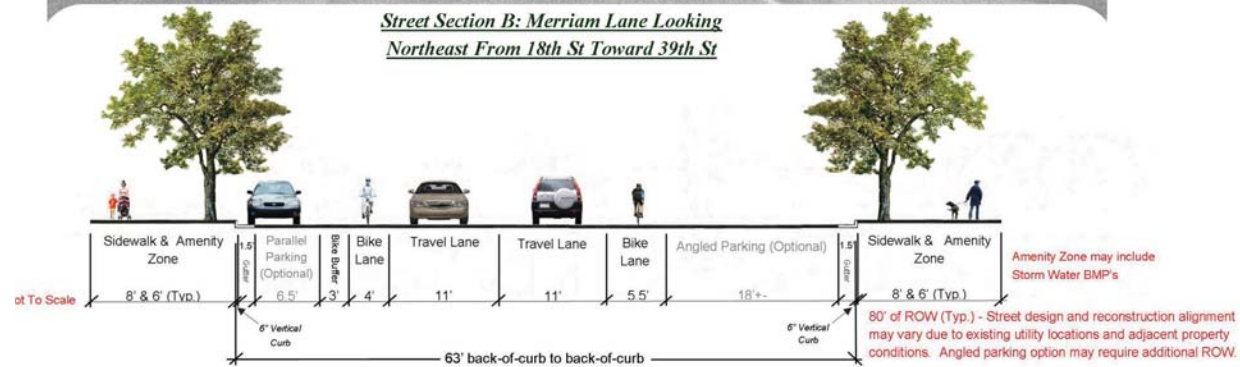 Street Section B: Merriam Lane Looking
Northeast From 18th St Toward 39th St
Sidewalk & Amenity
Zone
8' & 6' (Typ.)
1.5'
Gutter
Parallel
Parking
(Optional)
6.5'
Bike Buffer
3'
Bike
Lane
4'
Travel Lane
11'
Travel Lane
11'
Bike
Lane
5.5'
Angled Parking (Optional)
18'+-
1.5'
Gutter
Sidewalk & Amenity
Zone
8' & 6' (Typ.)
Amenity Zone may include
Storm Water BMP's
ot To Scale
6" Vertical
Curb
6" Vertical
Curb
63' back-of-curb to back-of-curb
80' of ROW (Typ.) - Street design and reconstruction alignment
may vary due to existing utility locations and adjacent property
conditions. Angled parking option may require additional ROW.